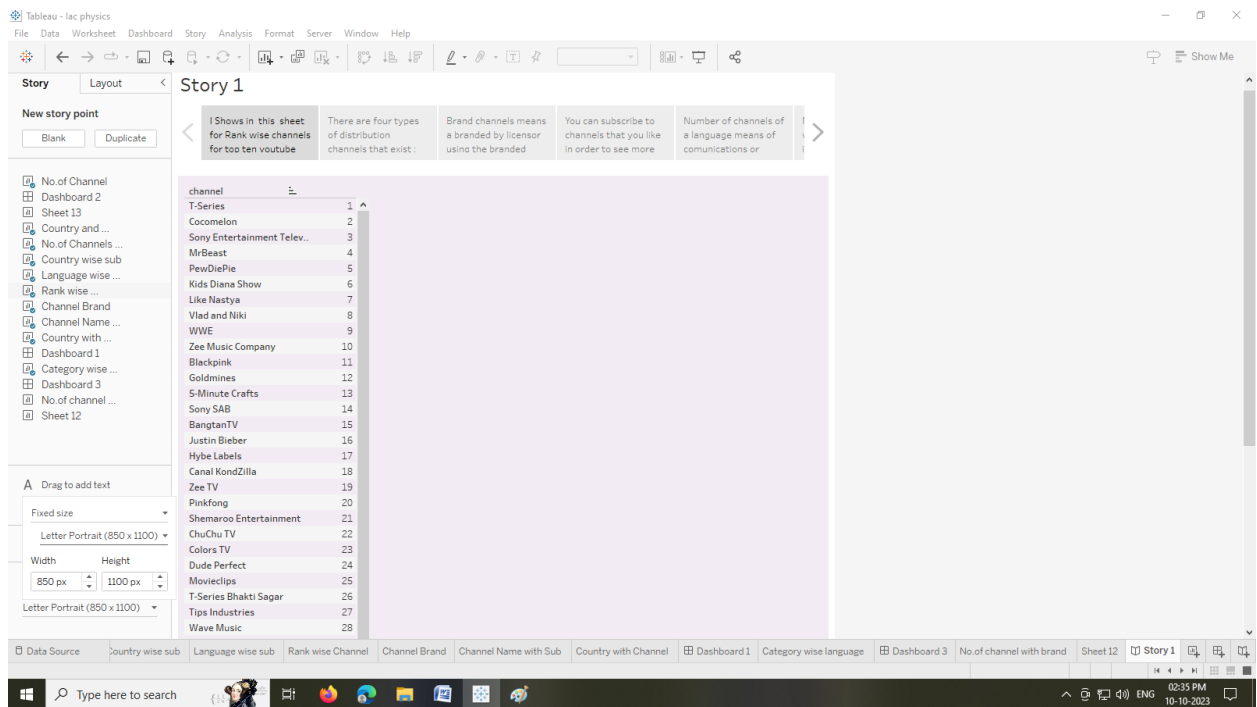 Tableau - lac physics
File Data Worksheet Dashboard Story Analysis Format Server Window Help
Show Me
Story Layout
Story 1
New story point
Blank Duplicate
I Shows in this sheet
for Rank wise channels
for top ten youtube
There are four types
of distribution
channels that exist :
Brand channels means
a branded by licensor
using the branded
You can subscribe to
channels that you like
in order to see more
Number of channels of
a language means of
comunications or
No.of Channel
Dashboard 2
Sheet 13
Country and ...
No.of Channels ...
Country wise sub
Language wise ...
Rank wise ...
Channel Brand
Channel Name ...
Country with ...
Dashboard 1
Category wise ...
Dashboard 3
No.of channel ...
Sheet 12
A Drag to add text
Fixed size
Letter Portrait (850 x 1100)
Width Height
850 px 1100 px
Letter Portrait (850 x 1100)
channel
T-Series 1
Cocomelon 2
Sony Entertainment Telev.. 3
MrBeast 4
PewDiePie 5
Kids Diana Show 6
Like Nastya 7
Vlad and Niki 8
WWE 9
Zee Music Company 10
Blackpink 11
Goldmines 12
5-Minute Crafts 13
Sony SAB 14
BangtanTV 15
Justin Bieber 16
Hybe Labels 17
Canal KondZilla 18
Zee TV 19
Pinkfong 20
Shemaroo Entertainment 21
ChuChu TV 22
Colors TV 23
Dude Perfect 24
Movieclips 25
T-Series Bhakti Sagar 26
Tips Industries 27
Wave Music 28
Data Source Country wise sub Language wise sub Rank wise Channel Channel Brand Channel Name with Sub Country with Channel Dashboard 1 Category wise language Dashboard 3 No.of channel with brand Sheet 12 Story 1
Type here to search
ENG
02:35 PM
10-10-2023